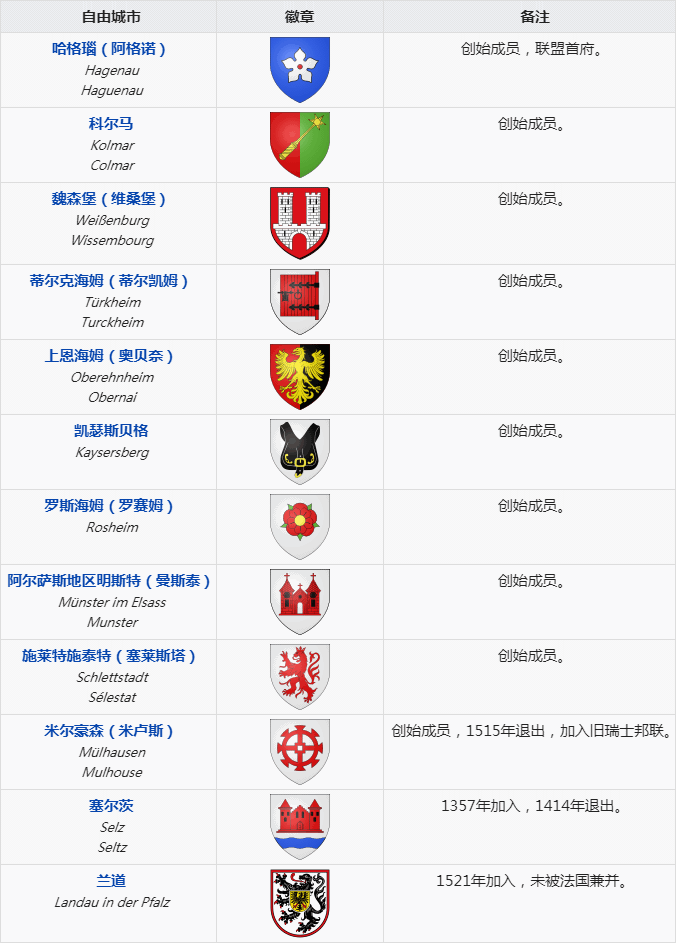 自由城市 徽章 备注
哈格瑙（阿格诺） 创始成员，联盟首府。
Hagenau
Haguenau
科尔马 创始成员。
Kolmar
Colmar
魏森堡（维桑堡） 创始成员。
Weißenburg
Wissembourg
蒂尔克海姆（蒂尔凯姆） 创始成员。
Türkheim
Turckheim
上恩海姆（奥贝奈） 创始成员。
Oberehnheim
Obernai
凯瑟斯贝格 创始成员。
Kaysersberg
罗斯海姆（罗赛姆） 创始成员。
Rosheim
阿尔萨斯地区明斯特（曼斯泰） 创始成员。
Münster im Elsass
Munster
施莱特施泰特（塞莱斯塔） 创始成员。
Schlettstadt
Sélestat
米尔豪森（米卢斯） 创始成员，1515年退出，加入旧瑞士邦联。
Mülhausen
Mulhouse
塞尔茨 1357年加入，1414年退出。
Selz
Seltz
兰道 1521年加入，未被法国兼并。
Landau in der Pfalz